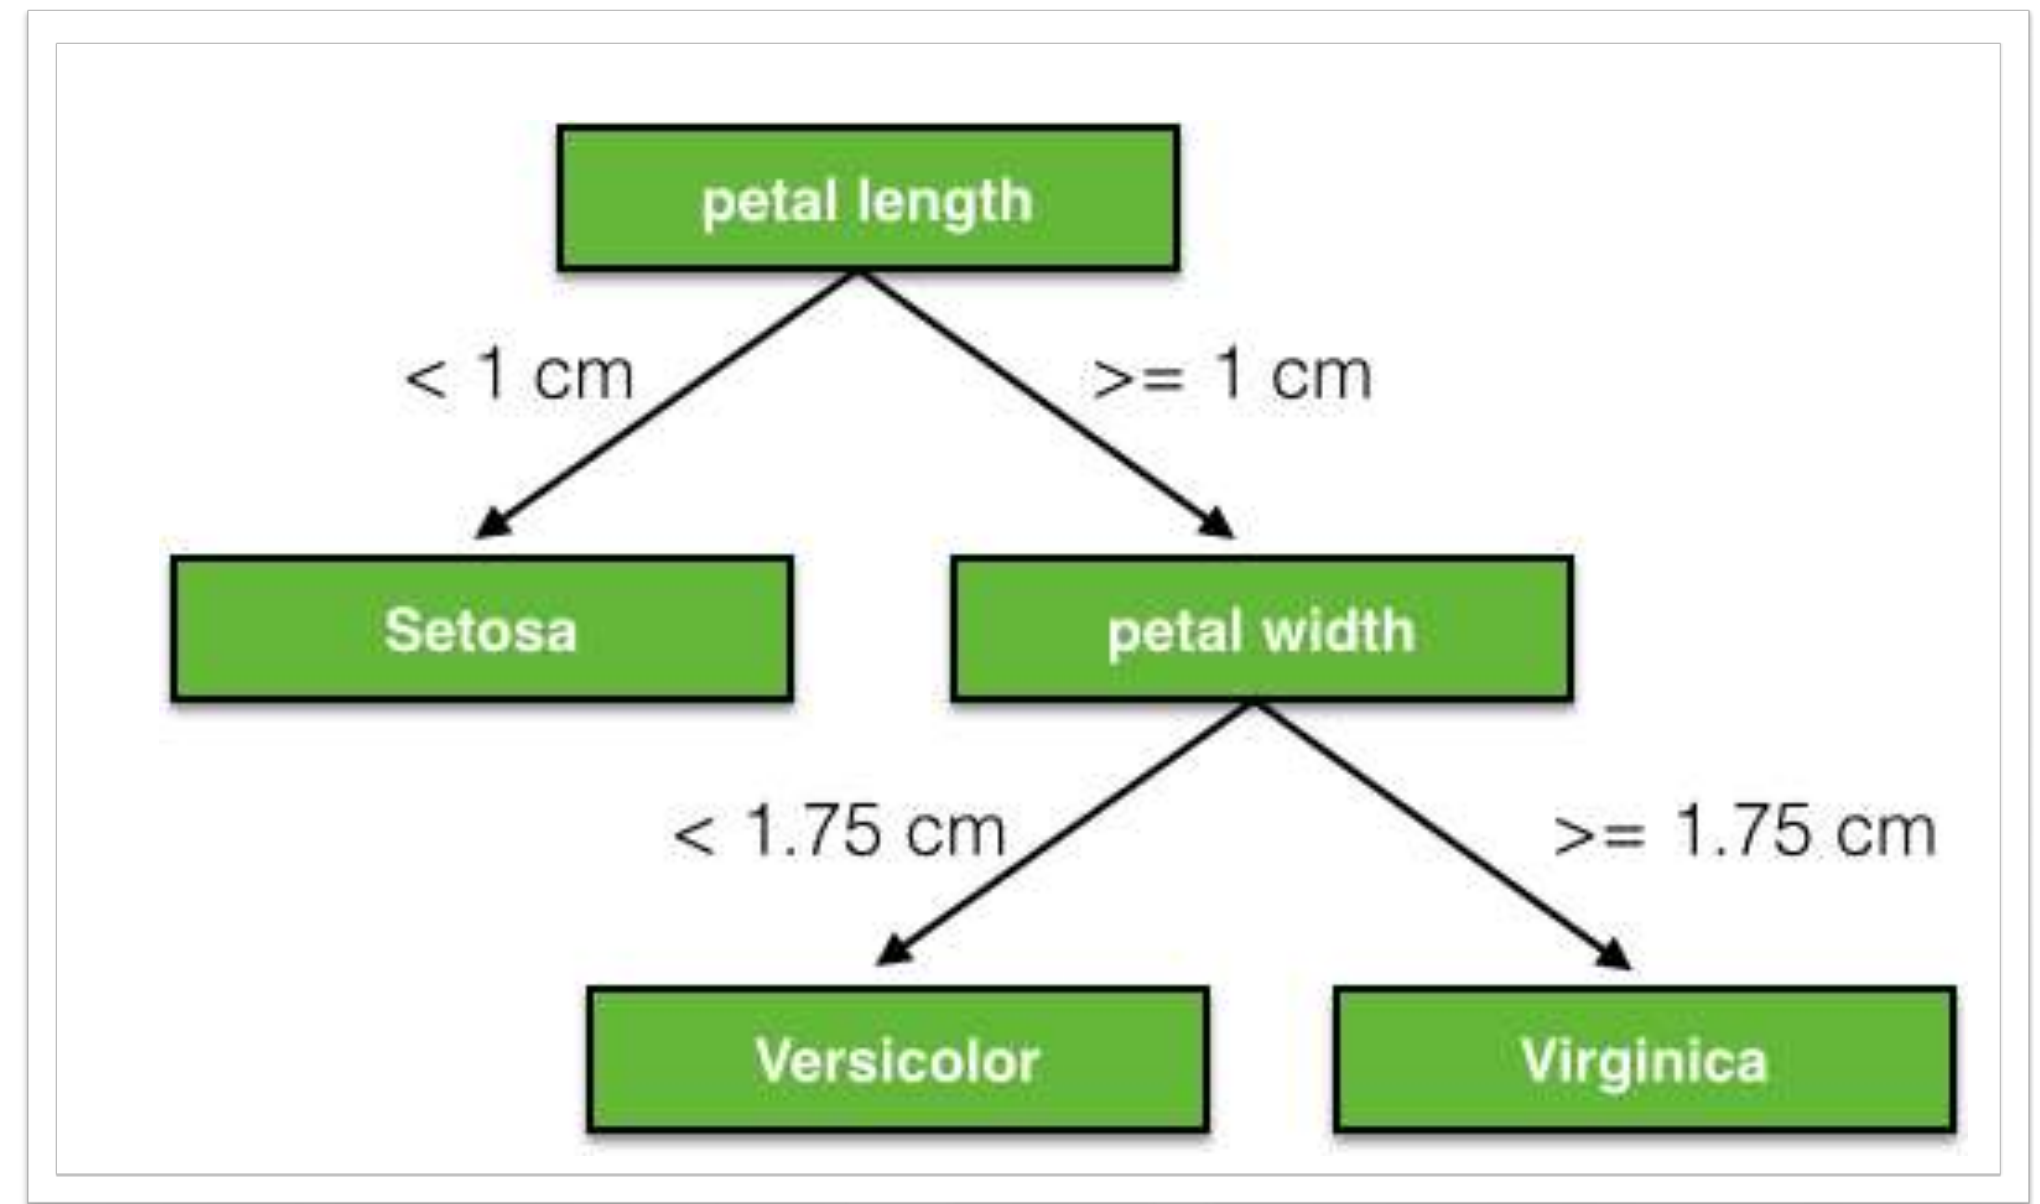 petal length
< 1 cm
>= 1 cm
Setosa
petal width
< 1.75 cm
>= 1.75 cm
Versicolor
Virginica